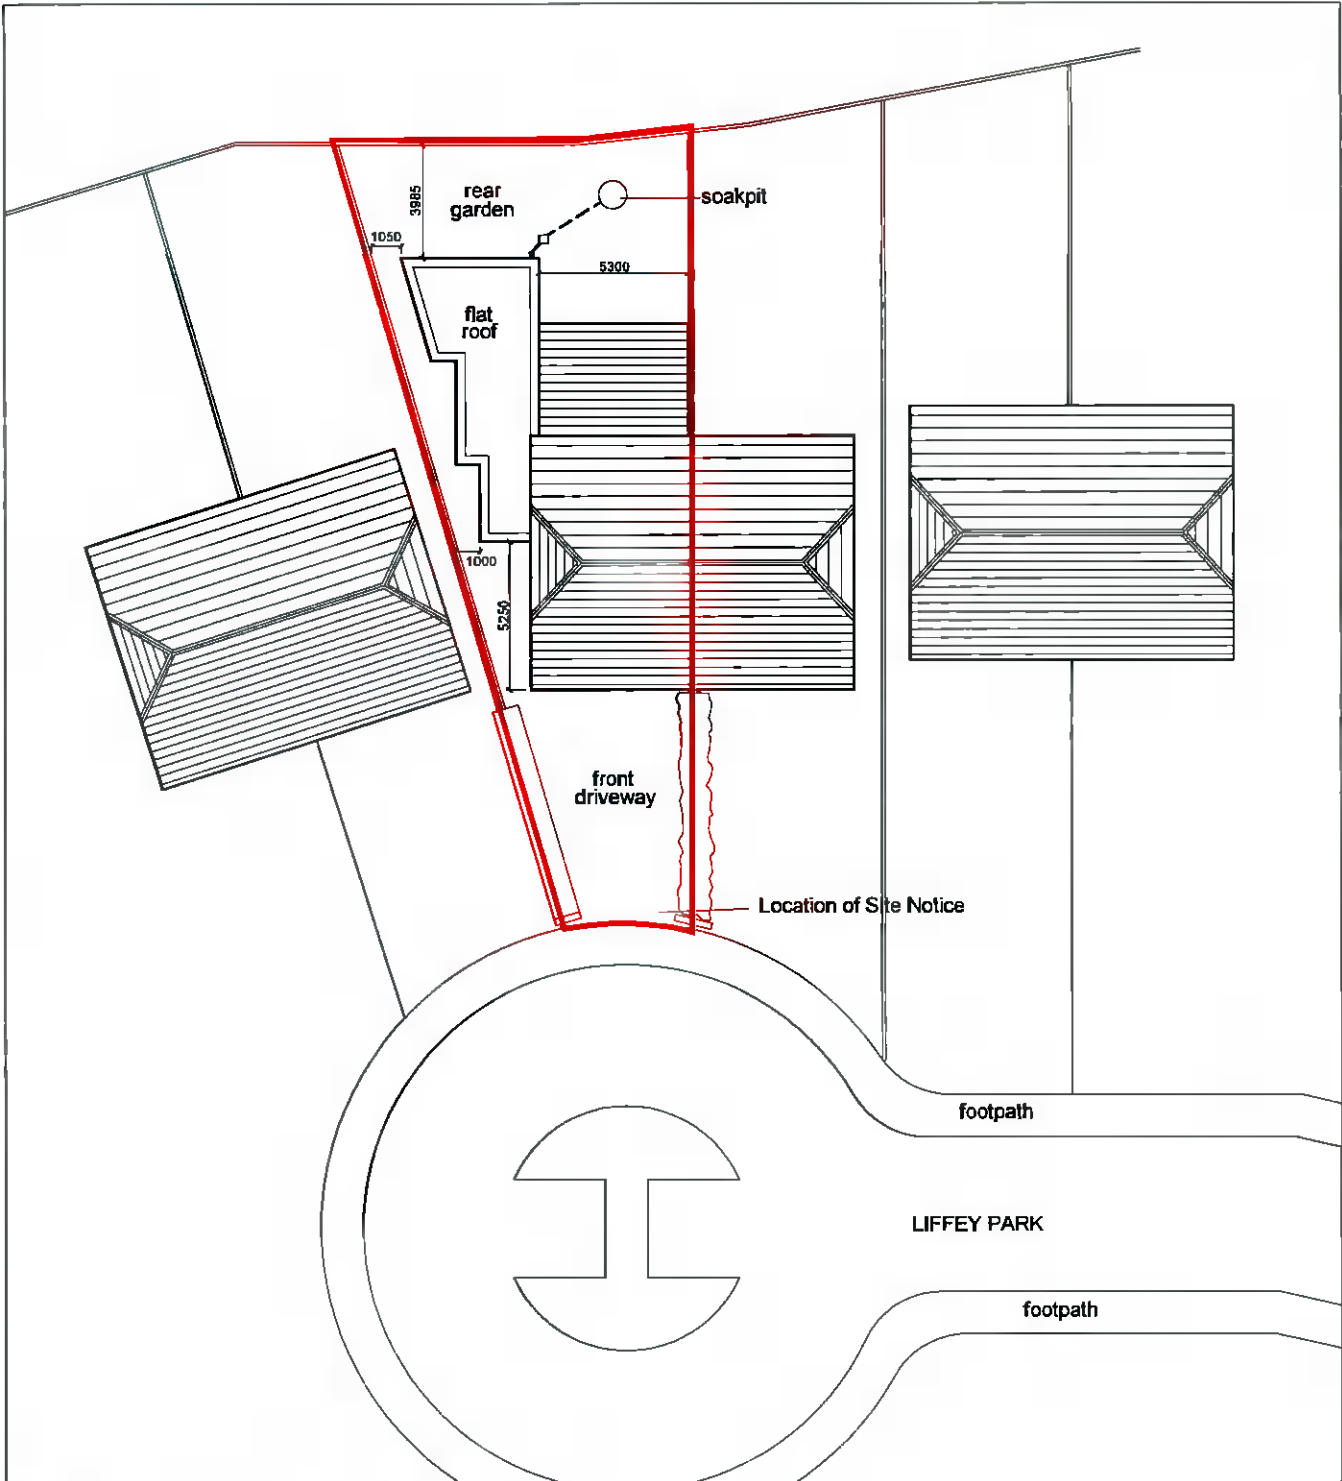 rear
garden
soakpit
3985
1050
5300
flat
roof
1000
5250
front
driveway
Location of Site Notice
footpath
LIFFEY PARK
footpath